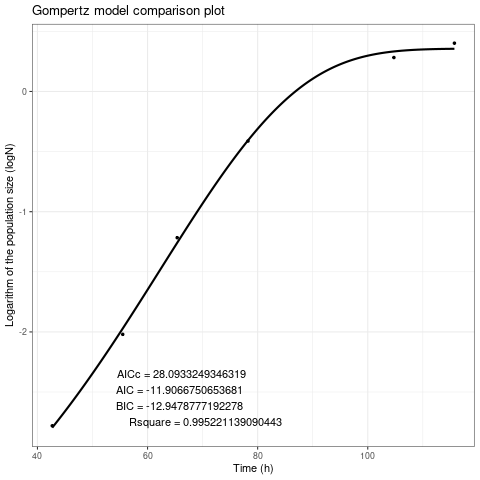 Gompertz model comparison plot
Logarithm of the population size (logN)
0
-1
-2
AICc = 28.0933249346319
AIC = -11.9066750653681
BIC = -12.9478777192278
Rsquare = 0.995221139090443
40 60 80 100
Time (h)